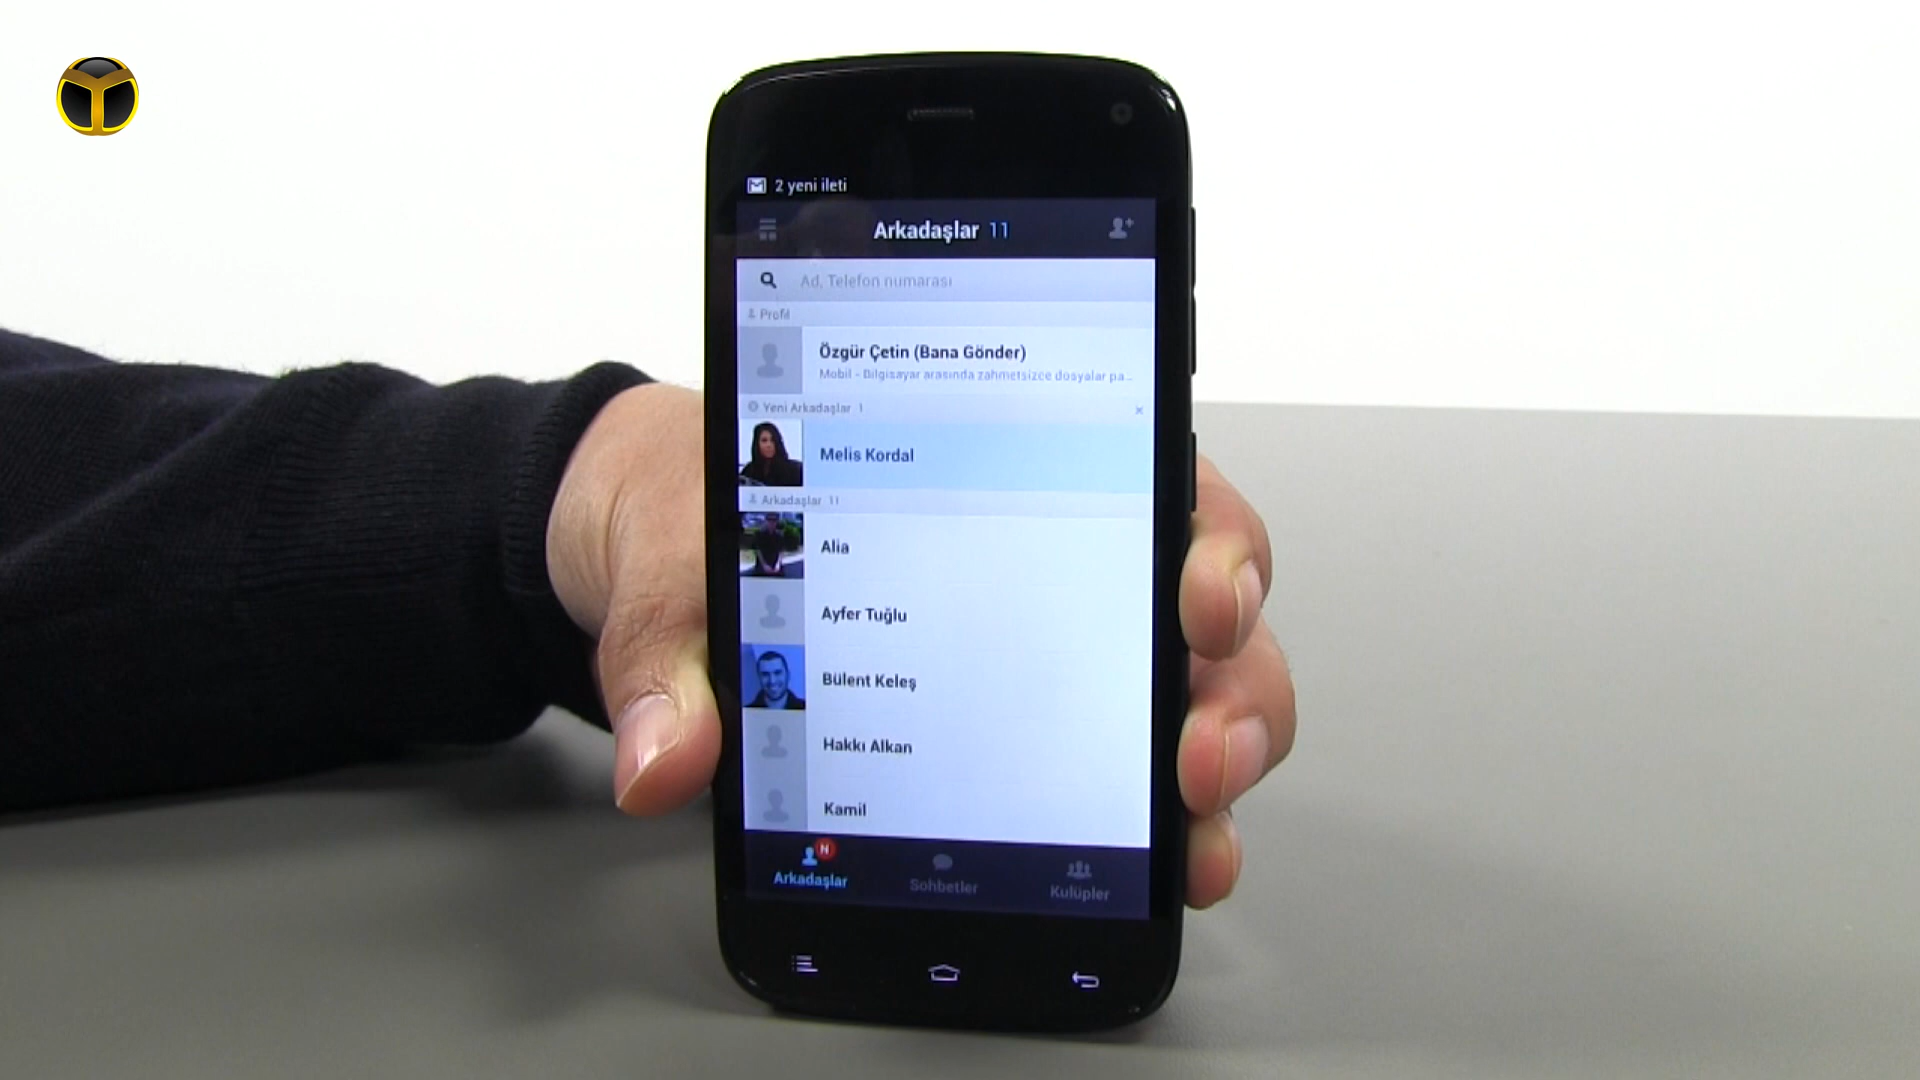 2 yeni ileti
Arkadaşlar 11
Ad, Telefon numarası
Profil
Özgür Çetin (Bana Gönder)
Mobil - Bilgisayar arasında zahmetsizce dosyalar pa...
Yeni Arkadaşlar 1
Melis Kordal
Arkadaşlar 11
Alia
Ayfer Tuğlu
Bülent Keleş
Hakkı Alkan
Kamil
N
Arkadaşlar
Sohbetler
Kulüpler